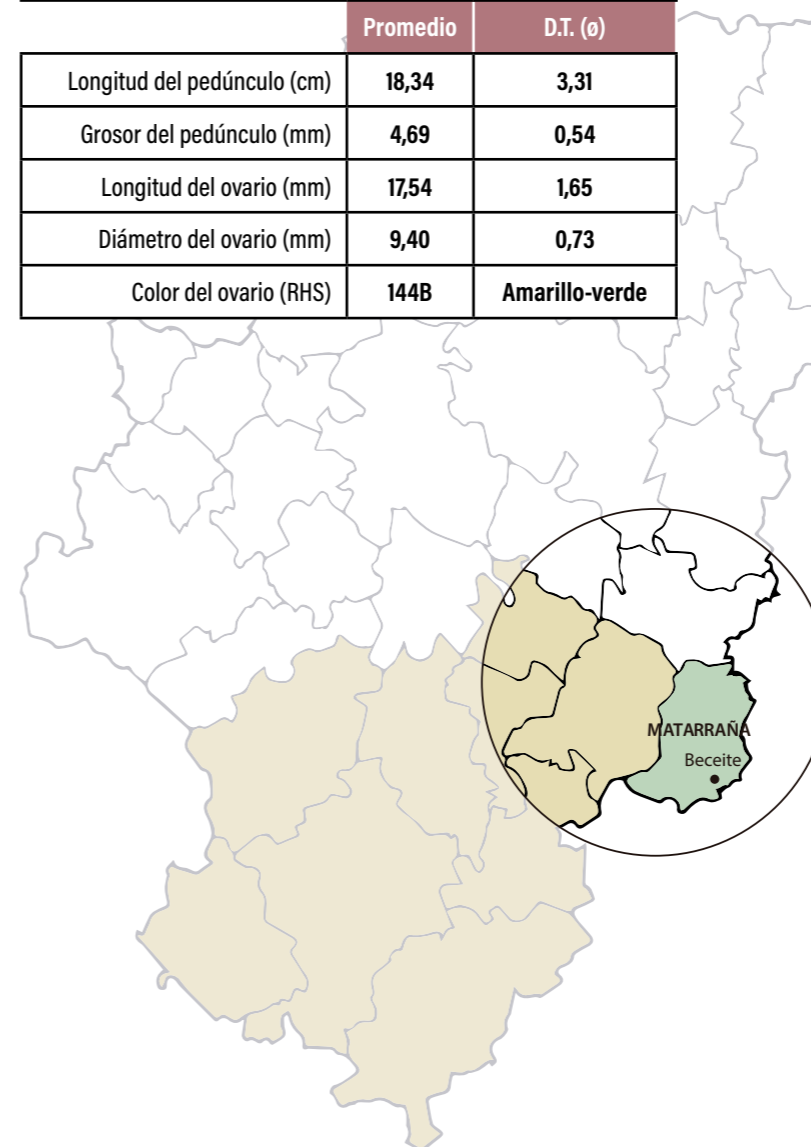 Promedio D.T. (ø)
Longitud del pedúnculo (cm) 18,34 3,31
Grosor del pedúnculo (mm) 4,69 0,54
Longitud del ovario (mm) 17,54 1,65
Diámetro del ovario (mm) 9,40 0,73
Color del ovario (RHS) 144B Amarillo-verde
MATARRAÑA
Beceite